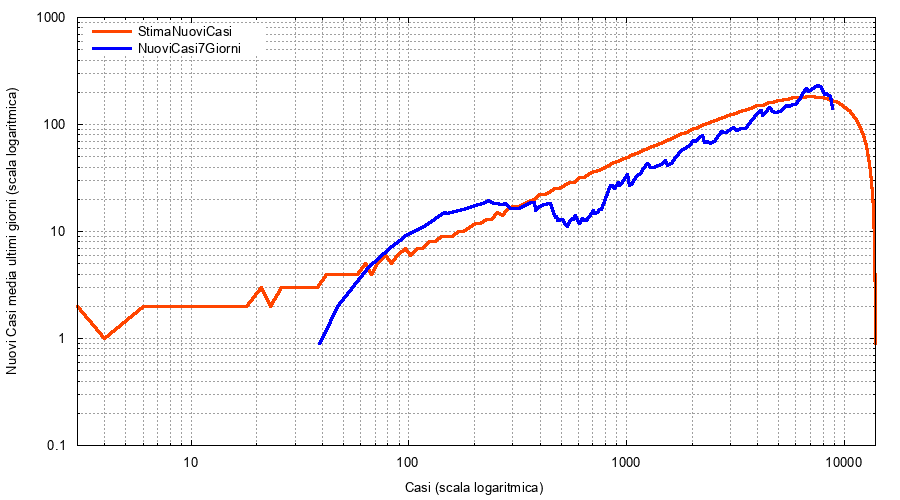 1000
100
10
1
0.1
Nuovi Casi media ultimi giorni (scala logaritmica)
StimaNuoviCasi
NuoviCasi7Giorni
10
100
1000
10000
Casi (scala logaritmica)